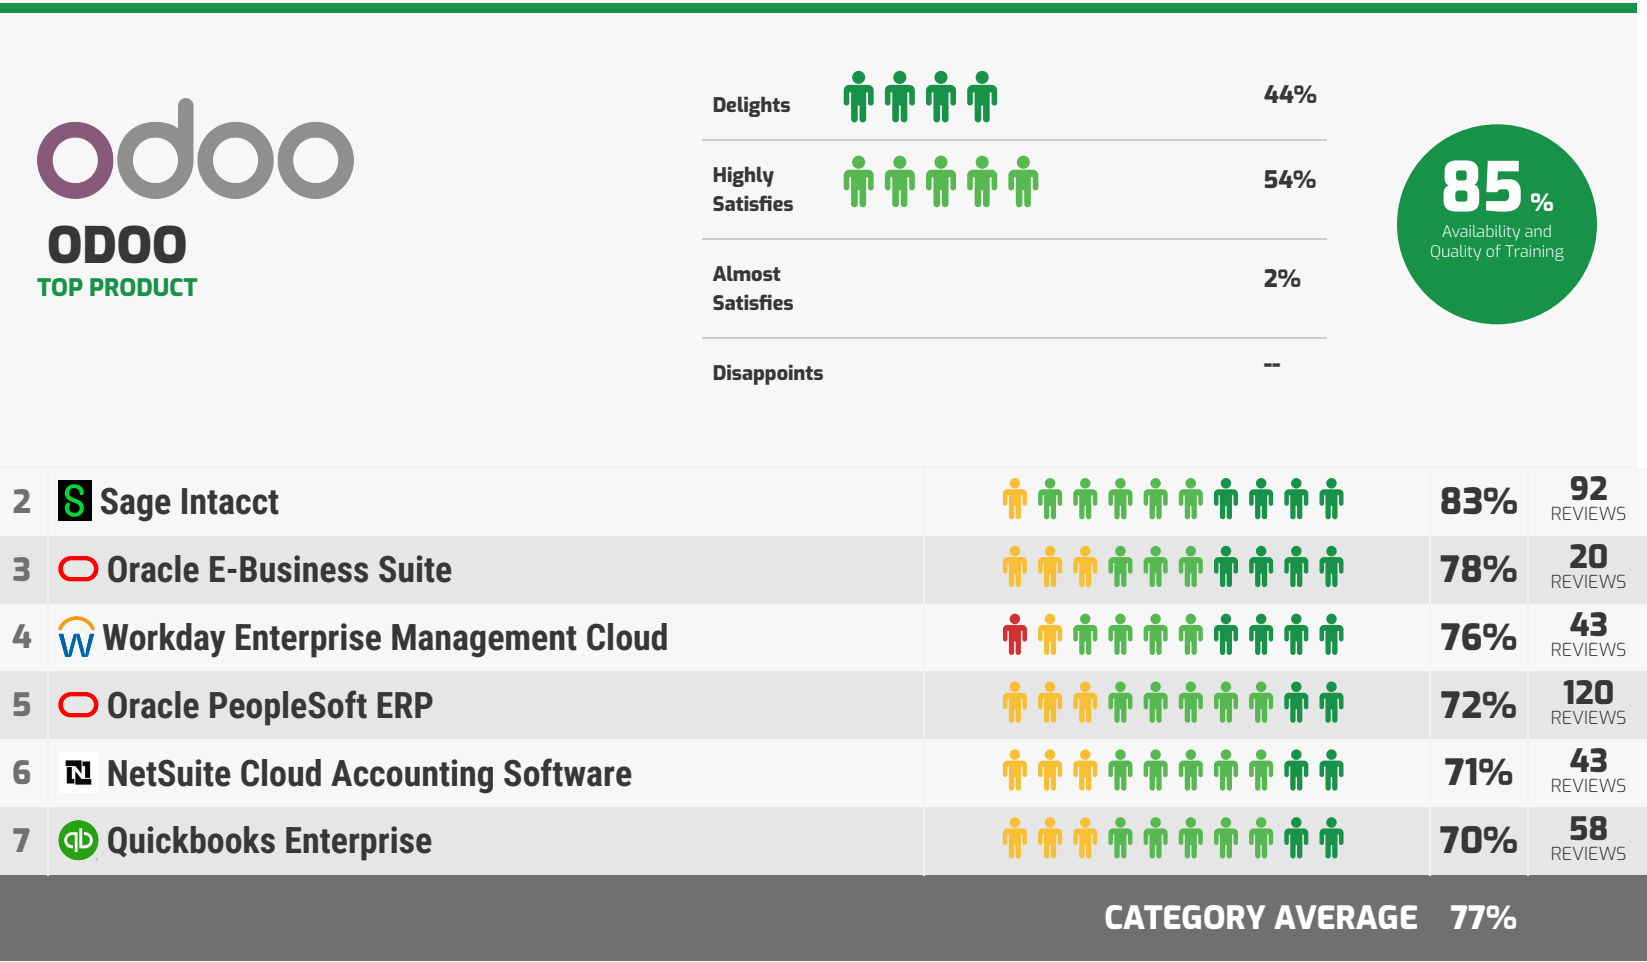 odoo
ODOO
TOP PRODUCT
Delights
44%
Highly
Satisfies
54%
Almost
Satisfies
2%
Disappoints
--
85 %
Availability and
Quality of Training
2 S Sage Intacct 83% 92
REVIEWS
3 Oracle E-Business Suite 78% 20
REVIEWS
4 W Workday Enterprise Management Cloud 76% 43
REVIEWS
5 Oracle PeopleSoft ERP 72% 120
REVIEWS
6 N NetSuite Cloud Accounting Software 71% 43
REVIEWS
7 qb Quickbooks Enterprise 70% 58
REVIEWS
CATEGORY AVERAGE 77%